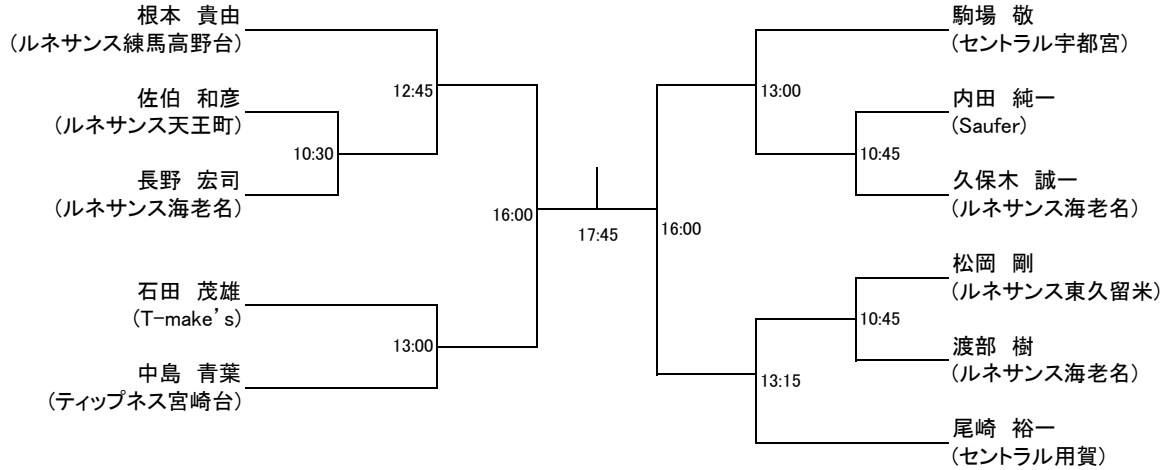 根本　貴由
(ルネサンス練馬高野台)
12:45
佐伯　和彦
(ルネサンス天王町)
10:30
長野　宏司
(ルネサンス海老名)
16:00
石田　茂雄
(T-make's)
13:00
中島　青葉
(ティップネス宮崎台)
17:45
駒場　敬
(セントラル宇都宮)
13:00
内田　純一
(Saufer)
10:45
久保木　誠一
(ルネサンス海老名)
16:00
松岡　剛
(ルネサンス東久留米)
10:45
渡部　樹
(ルネサンス海老名)
13:15
尾崎　裕一
(セントラル用賀)